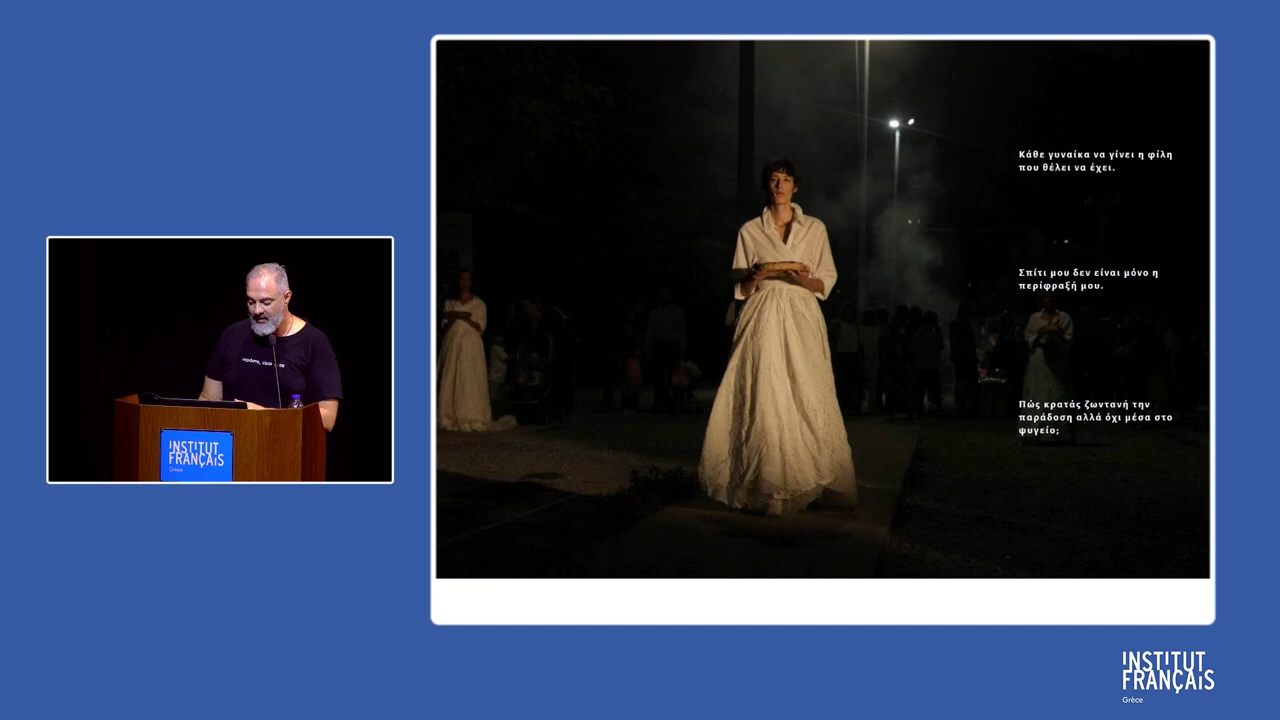 Κάθε γυναίκα να γίνει η φίλη
που θέλει να έχει.
Σπίτι μου δεν είναι μόνο η
περίφραξή μου.
Πώς κρατάς ζωντανή την
παράδοση αλλά όχι μέσα στο
ψυγείο;
INSTITUT
FRANÇAIS
Grèce
INSTITUT
FRANÇAIS
Grèce